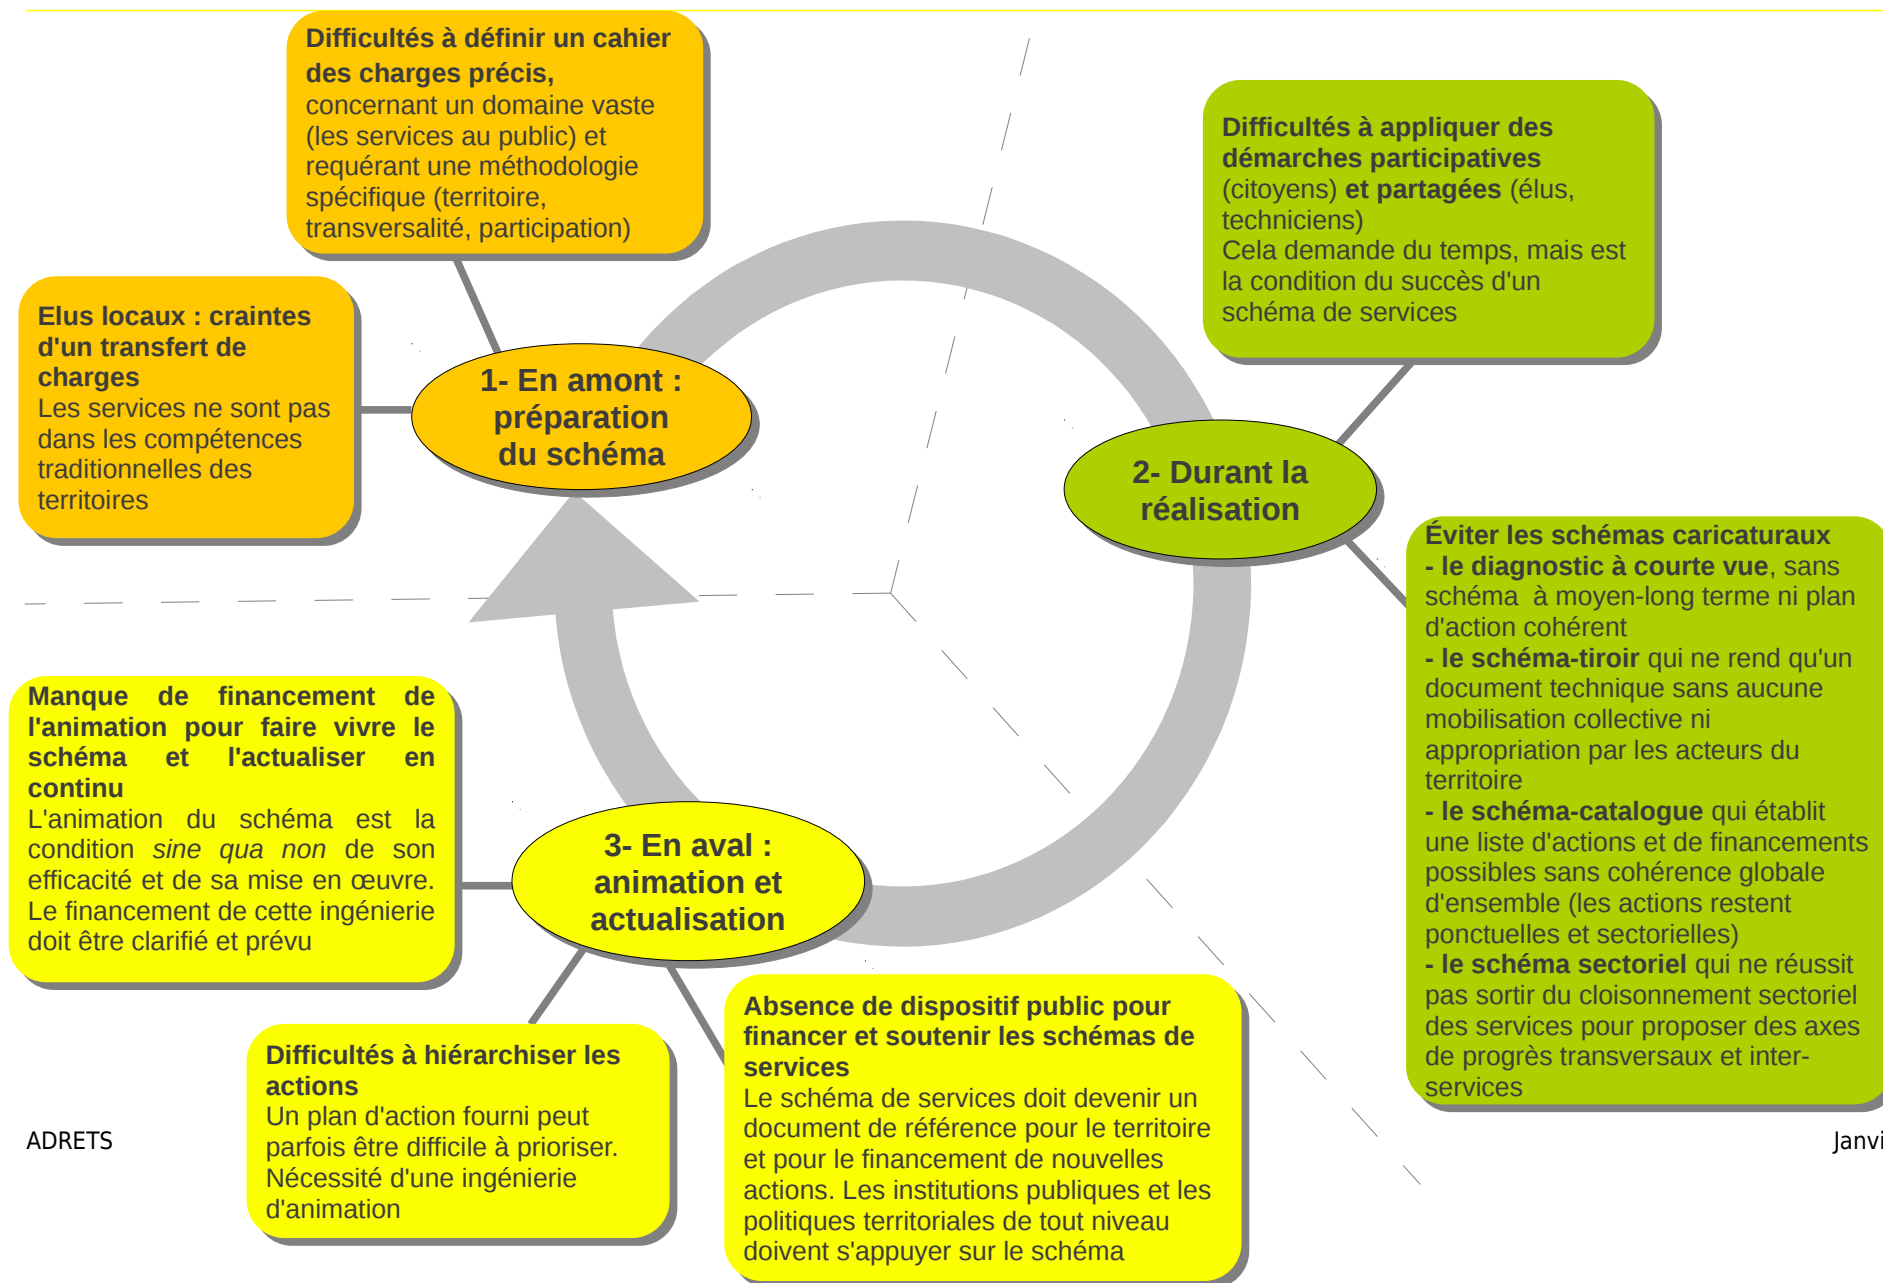 Difficultés à définir un cahier
des charges précis,
concernant un domaine vaste
(les services au public) et
requérant une méthodologie
spécifique (territoire,
transversalité, participation)
Elus locaux : craintes
d'un transfert de
charges
Les services ne sont pas
dans les compétences
traditionnelles des
territoires
1- En amont :
préparation
du schéma
Difficultés à appliquer des
démarches participatives
(citoyens) et partagées (élus,
techniciens)
Cela demande du temps, mais est
la condition du succès d'un
schéma de services
2- Durant la
réalisation
Éviter les schémas caricaturaux
- le diagnostic à courte vue, sans
schéma à moyen-long terme ni plan
d'action cohérent
- le schéma-tiroir qui ne rend qu'un
document technique sans aucune
mobilisation collective ni
appropriation par les acteurs du
territoire
- le schéma-catalogue qui établit
une liste d'actions et de financements
possibles sans cohérence globale
d'ensemble (les actions restent
ponctuelles et sectorielles)
- le schéma sectoriel qui ne réussit
pas sortir du cloisonnement sectoriel
des services pour proposer des axes
de progrès transversaux et inter-
services
Manque de financement de
l'animation pour faire vivre le
schéma et l'actualiser en
continu
L'animation du schéma est la
condition sine qua non de son
efficacité et de sa mise en œuvre.
Le financement de cette ingénierie
doit être clarifié et prévu
3- En aval :
animation et
actualisation
Difficultés à hiérarchiser les
actions
Un plan d'action fourni peut
parfois être difficile à prioriser.
Nécessité d'une ingénierie
d'animation
Absence de dispositif public pour
financer et soutenir les schémas de
services
Le schéma de services doit devenir un
document de référence pour le territoire
et pour le financement de nouvelles
actions. Les institutions publiques et les
politiques territoriales de tout niveau
doivent s'appuyer sur le schéma
ADRETS
Janvi